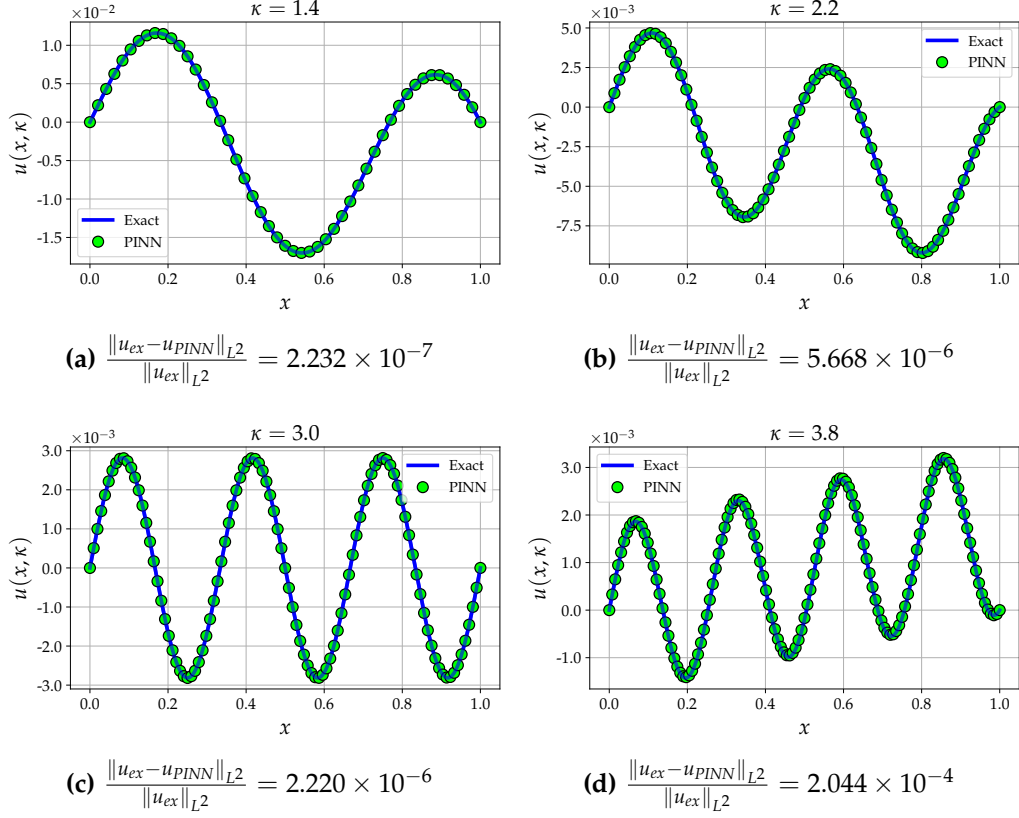 κ = 1.4
×10⁻²
1.0
0.5
0.0
-0.5
-1.0
-1.5
u(x, κ)
Exact
PINN
0.0 0.2 0.4 0.6 0.8 1.0
x
(a) ‖u_ex−u_PINN‖_L² / ‖u_ex‖_L² = 2.232 × 10⁻⁷
κ = 2.2
×10⁻³
5.0
2.5
0.0
-2.5
-5.0
-7.5
u(x, κ)
Exact
PINN
0.0 0.2 0.4 0.6 0.8 1.0
x
(b) ‖u_ex−u_PINN‖_L² / ‖u_ex‖_L² = 5.668 × 10⁻⁶
κ = 3.0
×10⁻³
3.0
2.0
1.0
0.0
-1.0
-2.0
-3.0
u(x, κ)
Exact
PINN
0.0 0.2 0.4 0.6 0.8 1.0
x
(c) ‖u_ex−u_PINN‖_L² / ‖u_ex‖_L² = 2.220 × 10⁻⁶
κ = 3.8
×10⁻³
3.0
2.0
1.0
0.0
-1.0
u(x, κ)
Exact
PINN
0.0 0.2 0.4 0.6 0.8 1.0
x
(d) ‖u_ex−u_PINN‖_L² / ‖u_ex‖_L² = 2.044 × 10⁻⁴